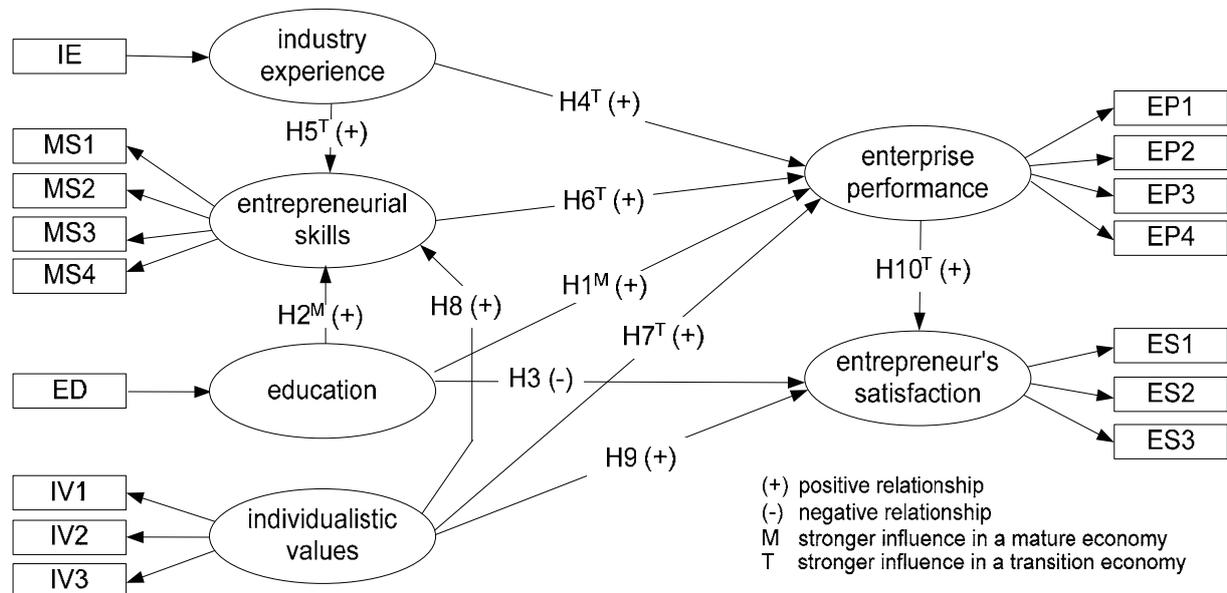 IE
industry
experience
H4ᵀ (+)
EP1
EP2
EP3
EP4
enterprise
performance
H5ᵀ (+)
MS1
MS2
MS3
MS4
entrepreneurial
skills
H6ᵀ (+)
H10ᵀ (+)
H2ᴹ (+)
H8 (+)
H1ᴹ (+)
H7ᵀ (+)
ED
education
H3 (-)
entrepreneur's
satisfaction
ES1
ES2
ES3
H9 (+)
IV1
IV2
IV3
individualistic
values
(+) positive relationship
(-) negative relationship
M stronger influence in a mature economy
T stronger influence in a transition economy